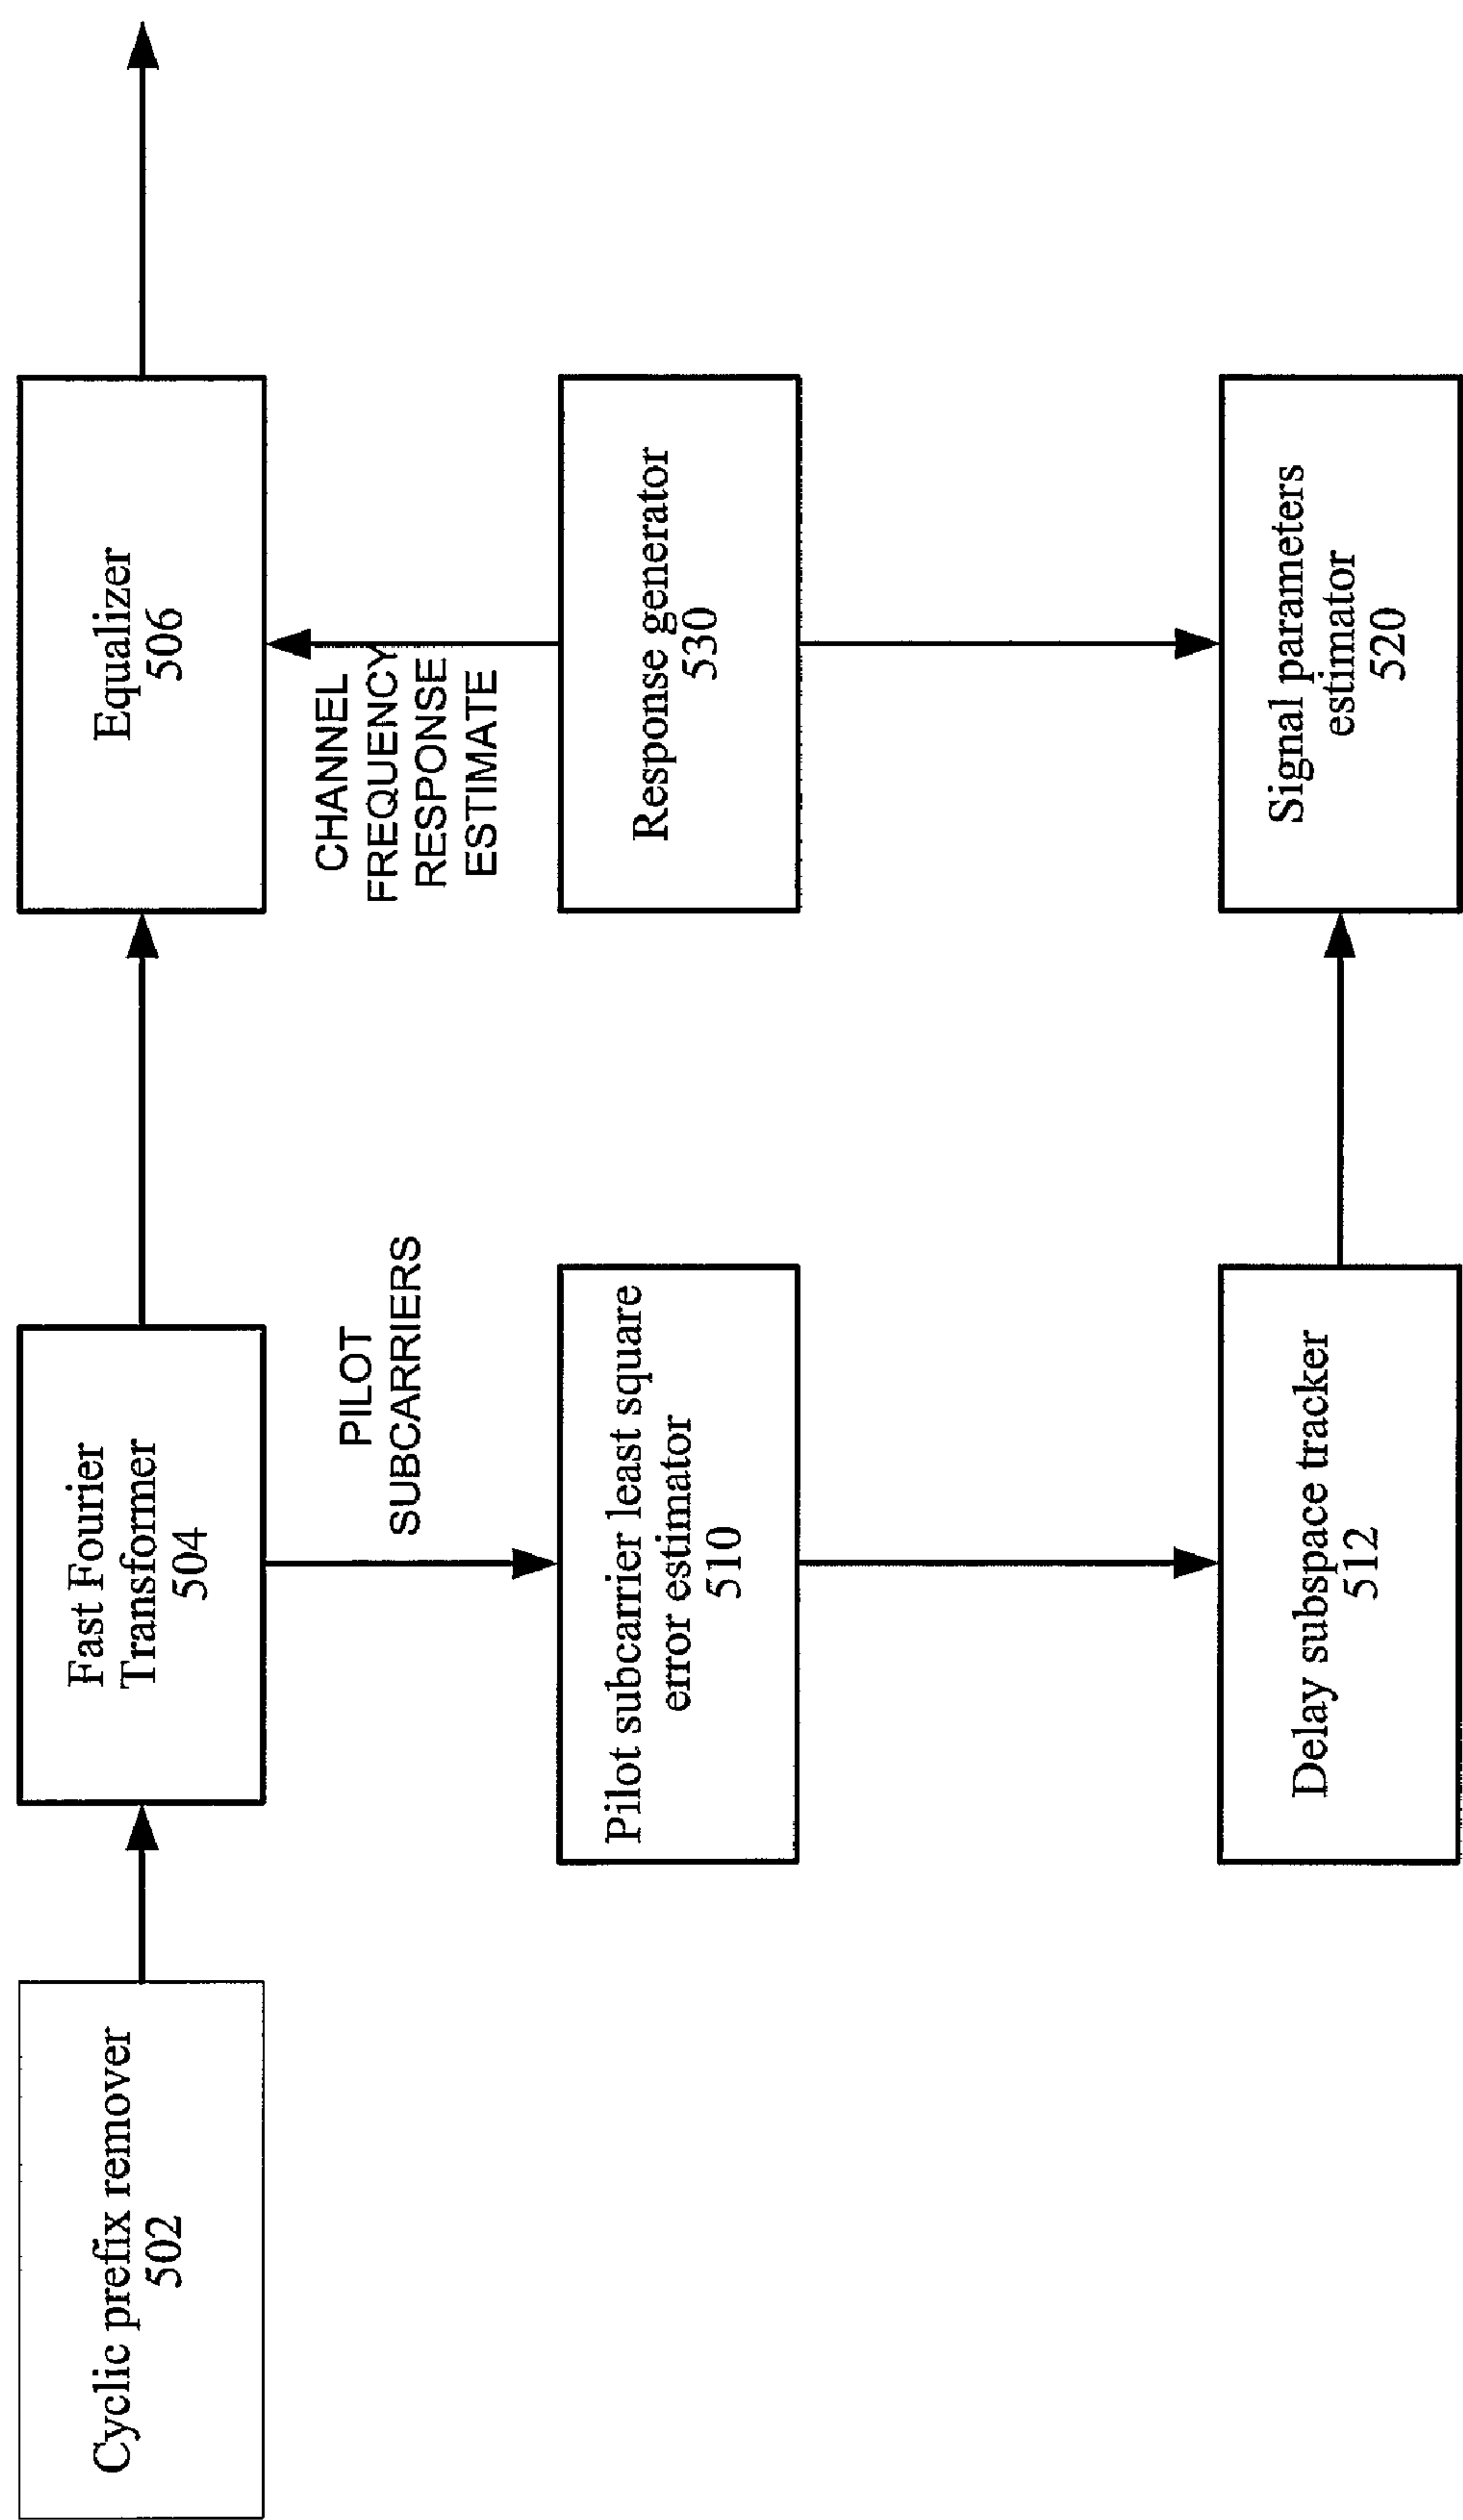 Cyclic prefix remover
502
Fast Fourier
Transformer
504
Equalizer
506
PILOT
SUBCARRIERS
CHANNEL
FREQUENCY
RESPONSE
ESTIMATE
Pilot subcarrier least square
error estimator
510
Response generator
530
Delay subspace tracker
512
Signal parameters
estimator
520